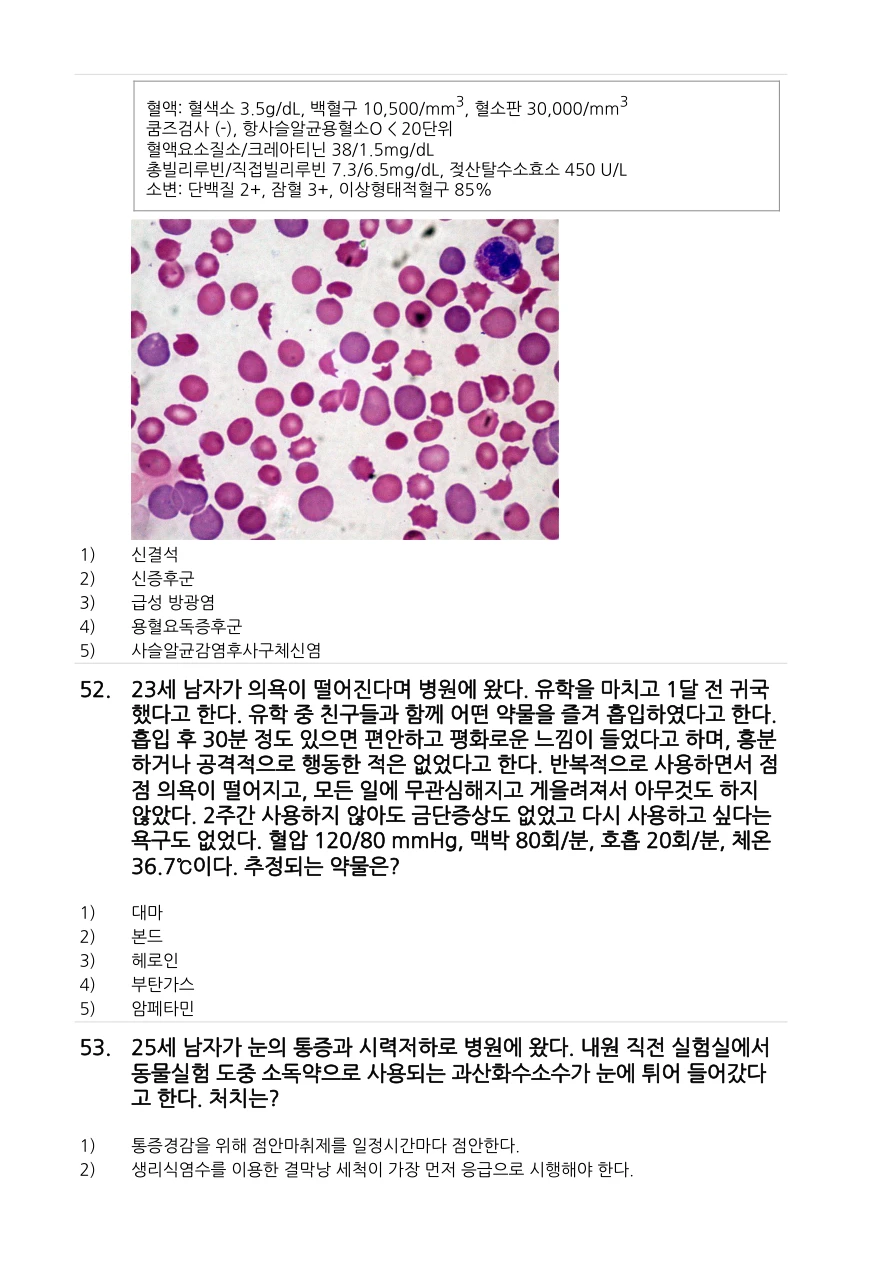 혈액: 혈색소 3.5g/dL, 백혈구 10,500/mm3, 혈소판 30,000/mm3
쿰즈검사 (-), 항사슬알균용혈소O < 20단위
혈액요소질소/크레아티닌 38/1.5mg/dL
총빌리루빈/직접빌리루빈 7.3/6.5mg/dL, 젖산탈수소효소 450 U/L
소변: 단백질 2+, 잠혈 3+, 이상형태적혈구 85%
1) 신결석
2) 신증후군
3) 급성 방광염
4) 용혈요독증후군
5) 사슬알균감염후사구체신염
52. 23세 남자가 의욕이 떨어진다며 병원에 왔다. 유학을 마치고 1달 전 귀국
했다고 한다. 유학 중 친구들과 함께 어떤 약물을 즐겨 흡입하였다고 한다.
흡입 후 30분 정도 있으면 편안하고 평화로운 느낌이 들었다고 하며, 흥분
하거나 공격적으로 행동한 적은 없었다고 한다. 반복적으로 사용하면서 점
점 의욕이 떨어지고, 모든 일에 무관심해지고 게을려져서 아무것도 하지
않았다. 2주간 사용하지 않아도 금단증상도 없었고 다시 사용하고 싶다는
욕구도 없었다. 혈압 120/80 mmHg, 맥박 80회/분, 호흡 20회/분, 체온
36.7℃이다. 추정되는 약물은?
1) 대마
2) 본드
3) 헤로인
4) 부탄가스
5) 암페타민
53. 25세 남자가 눈의 통증과 시력저하로 병원에 왔다. 내원 직전 실험실에서
동물실험 도중 소독약으로 사용되는 과산화수소수가 눈에 튀어 들어갔다
고 한다. 처치는?
1) 통증경감을 위해 점안마취제를 일정시간마다 점안한다.
2) 생리식염수를 이용한 결막낭 세척이 가장 먼저 응급으로 시행해야 한다.